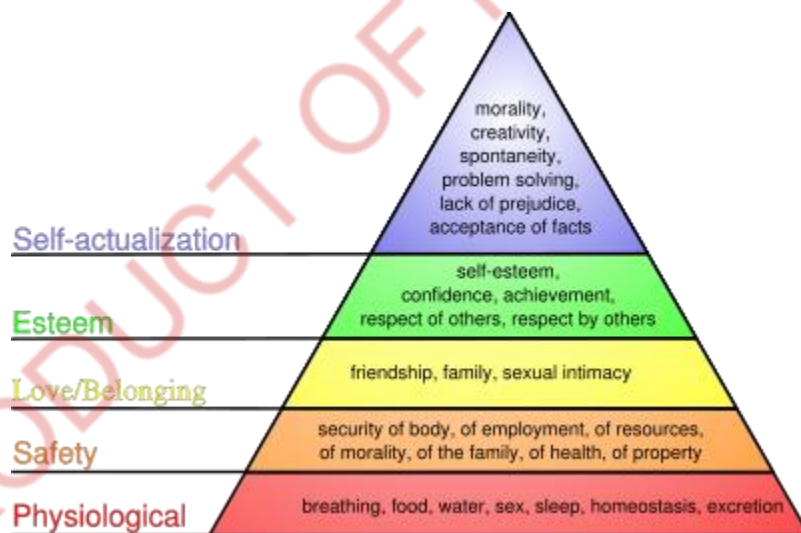 morality,
creativity,
spontaneity,
problem solving,
lack of prejudice,
acceptance of facts
Self-actualization
self-esteem,
confidence, achievement,
respect of others, respect by others
Esteem
friendship, family, sexual intimacy
Love/Belonging
security of body, of employment, of resources,
of morality, of the family, of health, of property
Safety
breathing, food, water, sex, sleep, homeostasis, excretion
Physiological
PRODUCT OF